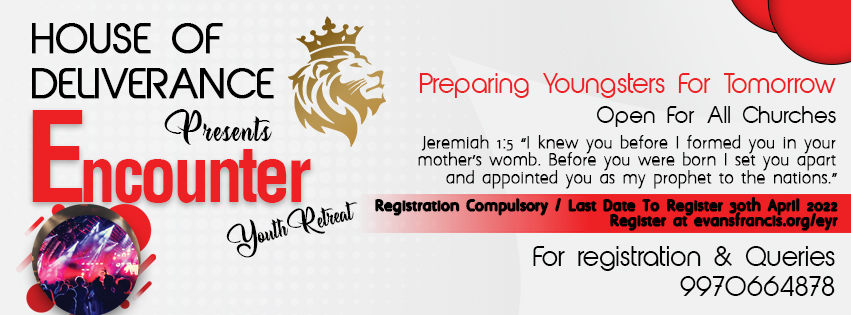 HOUSE OF
DELIVERANCE
Presents
Encounter
Youth Retreat
Preparing Youngsters For Tomorrow
Open For All Churches
Jeremiah 1:5 “I knew you before I formed you in your
mother’s womb. Before you were born I set you apart
and appointed you as my prophet to the nations.”
Registration Compulsory / Last Date To Register 30th April 2022
Register at evansfrancis.org/eyr
For registration & Queries
9970664878